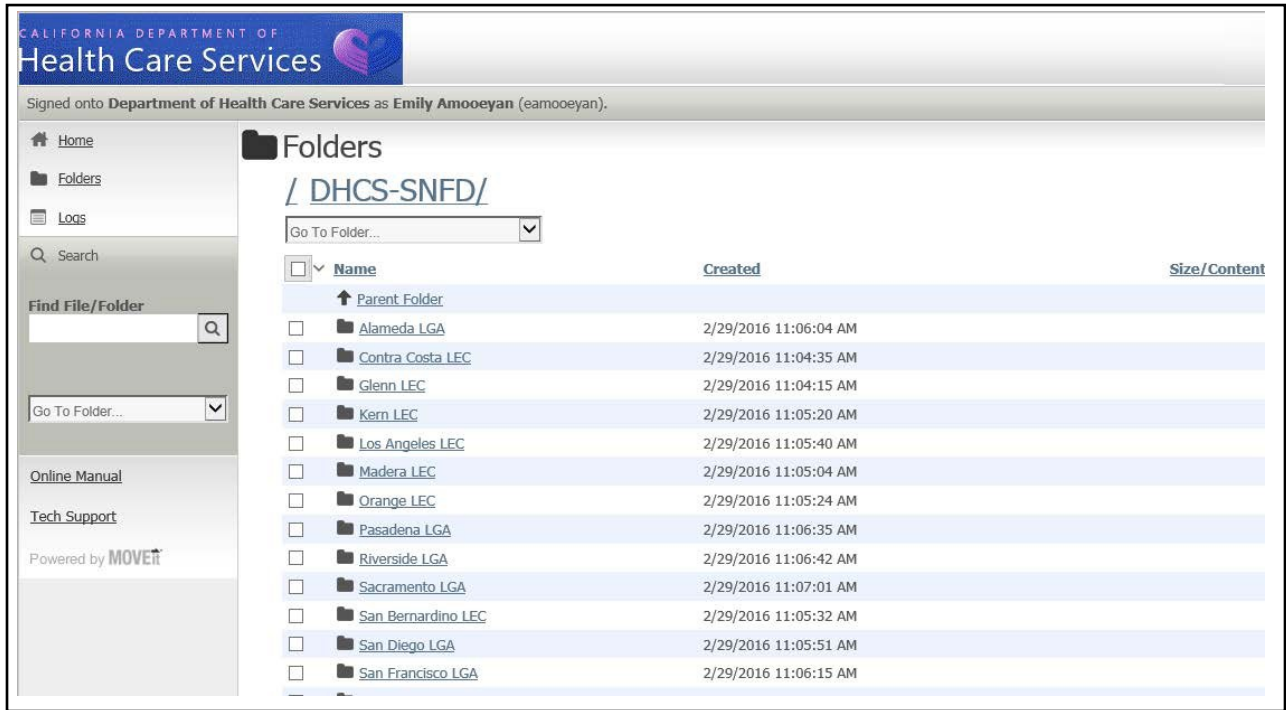 CALIFORNIA DEPARTMENT OF
Health Care Services
Signed onto Department of Health Care Services as Emily Amooeyan (eamooeyan).
Home
Folders
Logs
Search
Find File/Folder
Go To Folder...
Online Manual
Tech Support
Powered by MOVEit
Folders
/ DHCS-SNFD/
Go To Folder...
Name Created Size/Content
Parent Folder
Alameda LGA 2/29/2016 11:06:04 AM
Contra Costa LEC 2/29/2016 11:04:35 AM
Glenn LEC 2/29/2016 11:04:15 AM
Kern LEC 2/29/2016 11:05:20 AM
Los Angeles LEC 2/29/2016 11:05:40 AM
Madera LEC 2/29/2016 11:05:04 AM
Orange LEC 2/29/2016 11:05:24 AM
Pasadena LGA 2/29/2016 11:06:35 AM
Riverside LGA 2/29/2016 11:06:42 AM
Sacramento LGA 2/29/2016 11:07:01 AM
San Bernardino LEC 2/29/2016 11:05:32 AM
San Diego LGA 2/29/2016 11:05:51 AM
San Francisco LGA 2/29/2016 11:06:15 AM